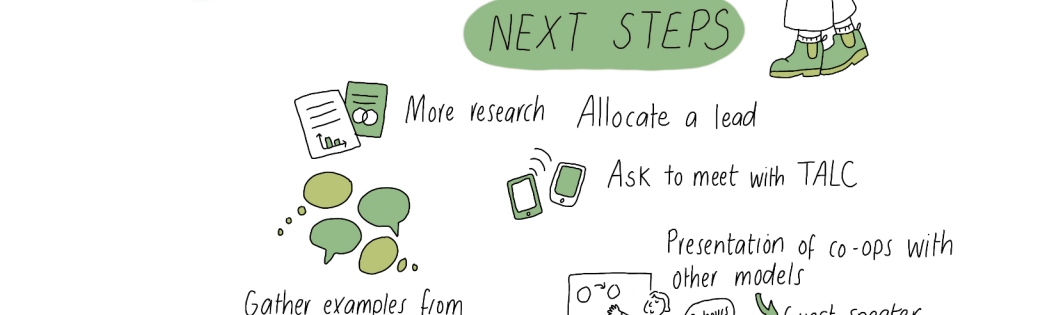 NEXT STEPS
More research
Allocate a lead
Ask to meet with TALC
Presentation of co-ops with
other models
Gather examples from